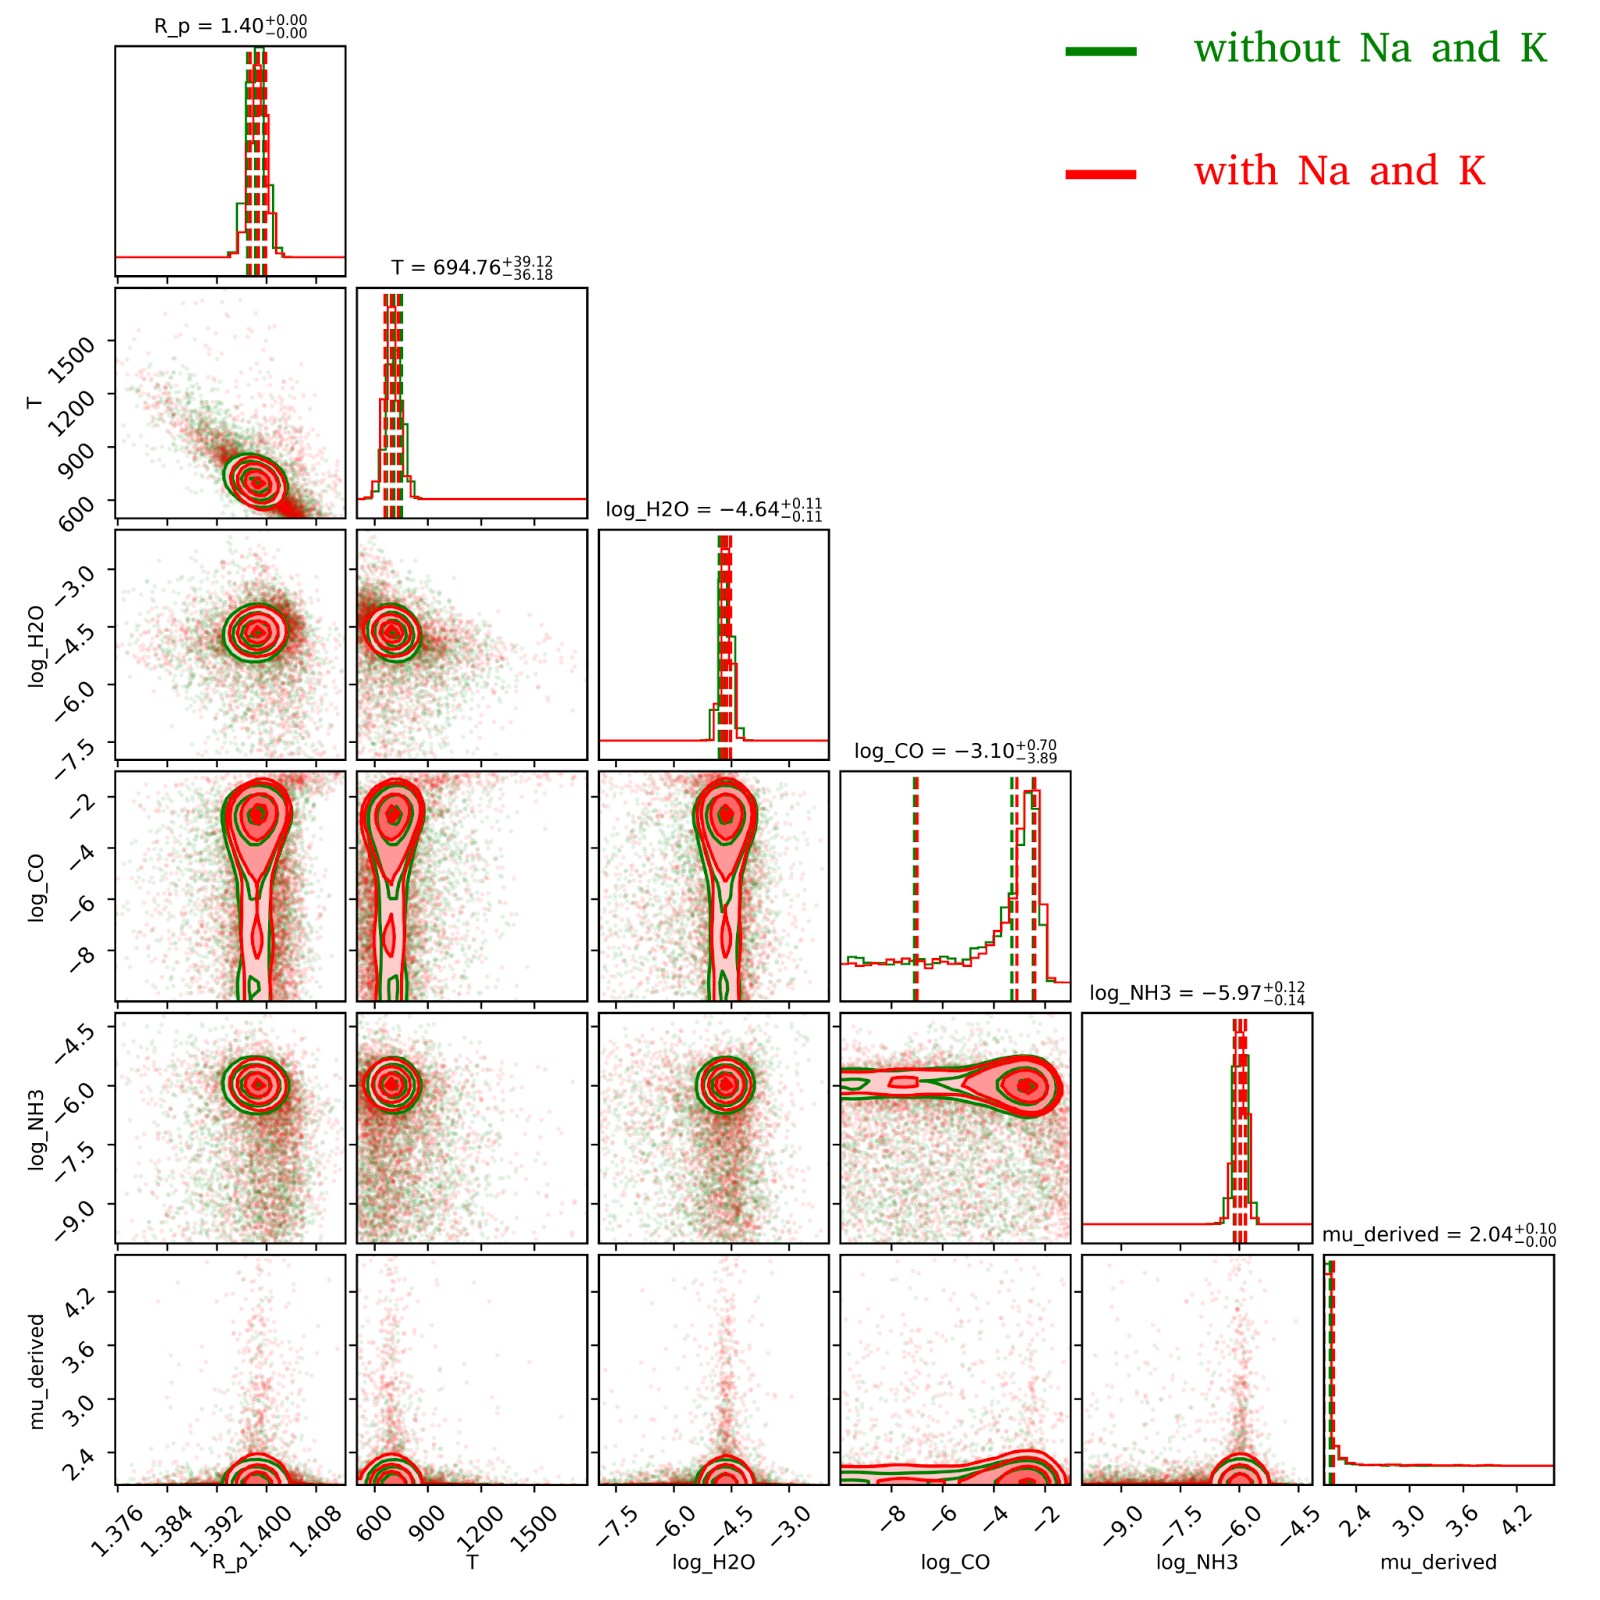 R_p = 1.40+0.00−0.00
without Na and K
with Na and K
T = 694.76+39.12−36.18
1500
1200
900
600
T
log_H2O = −4.64+0.11−0.11
−3.0
−4.5
−6.0
−7.5
log_H2O
log_CO = −3.10+0.70−3.89
−2
−4
−6
−8
log_CO
log_NH3 = −5.97+0.12−0.14
−4.5
−6.0
−7.5
−9.0
log_NH3
mu_derived = 2.04+0.10−0.00
4.2
3.6
3.0
2.4
mu_derived
1.376 1.384 1.392 1.400 1.408
600 900 1200 1500
−7.5 −6.0 −4.5 −3.0
−8 −6 −4 −2
−9.0 −7.5 −6.0 −4.5
2.4 3.0 3.6 4.2
R_p T log_H2O log_CO log_NH3 mu_derived